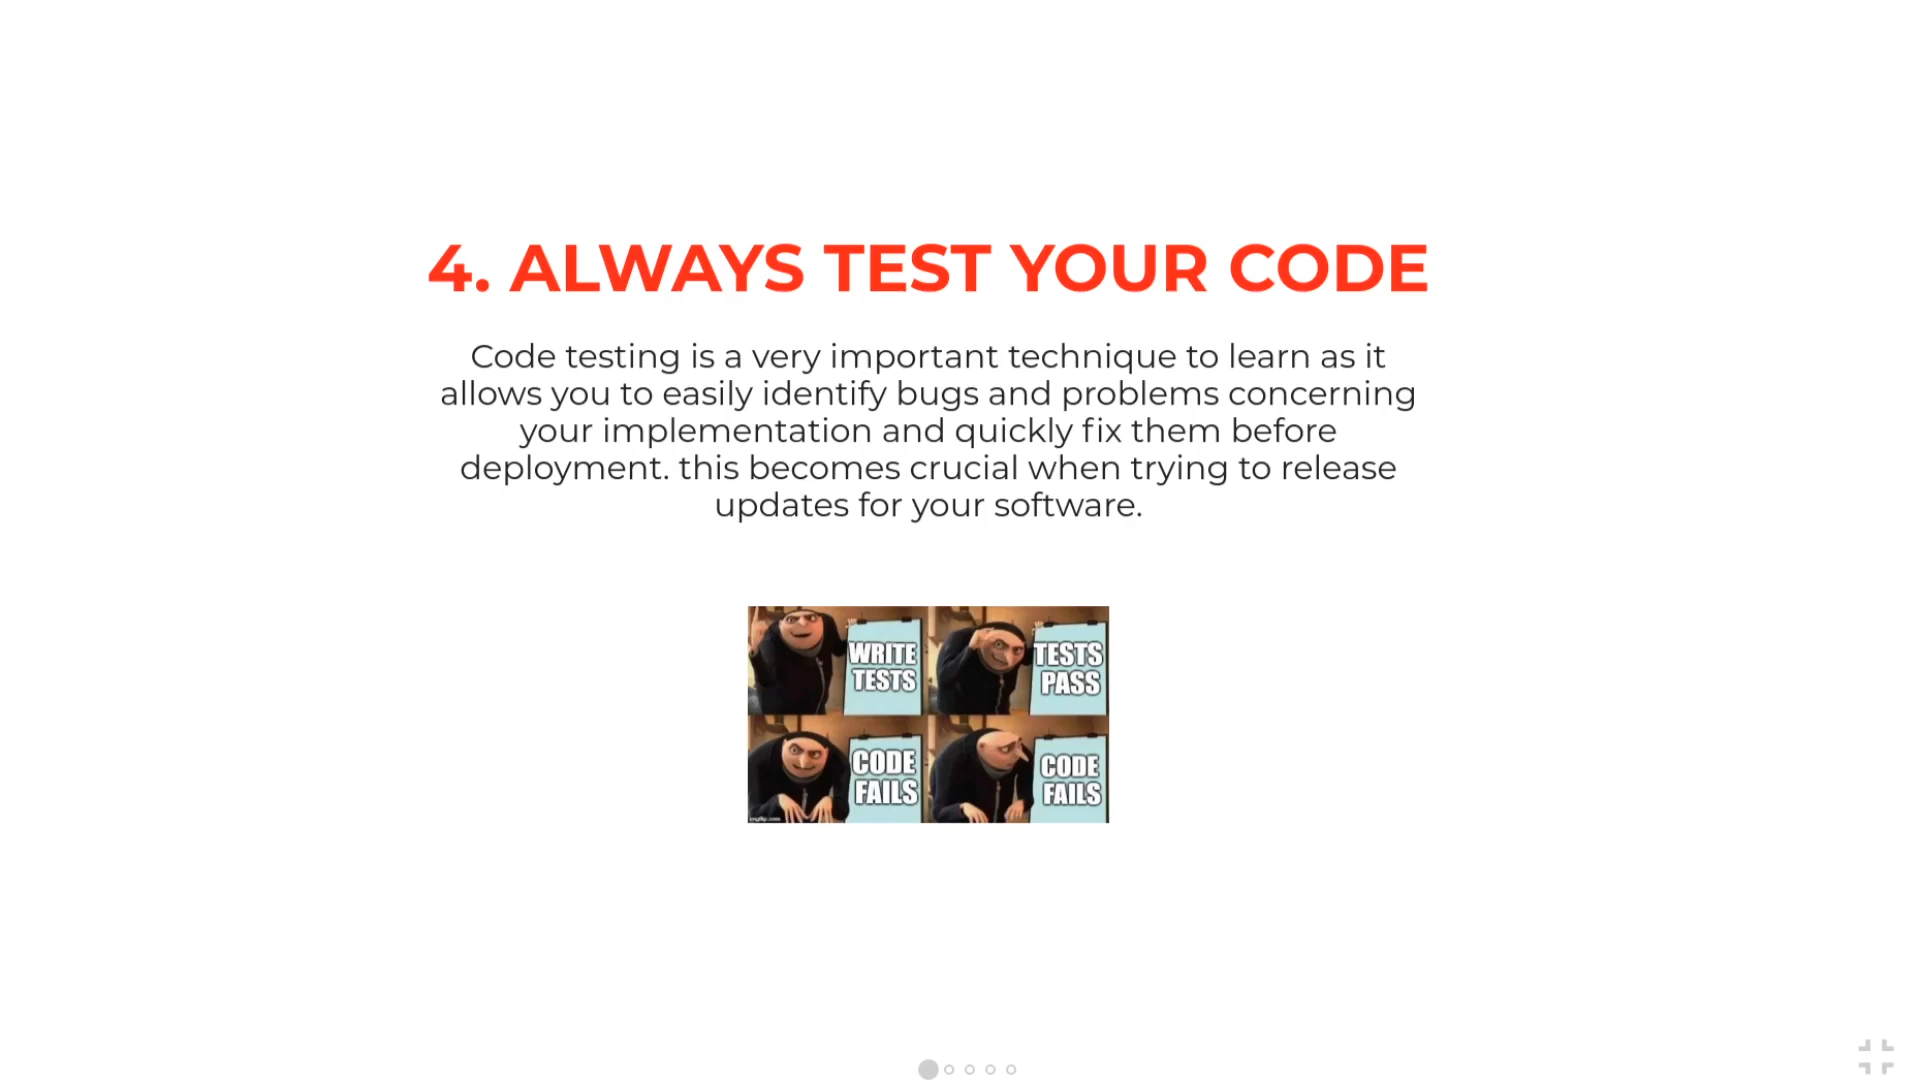 4. ALWAYS TEST YOUR CODE
Code testing is a very important technique to learn as it
allows you to easily identify bugs and problems concerning
your implementation and quickly fix them before
deployment. this becomes crucial when trying to release
updates for your software.
WRITE
TESTS
TESTS
PASS
CODE
FAILS
CODE
FAILS
imgflip.com